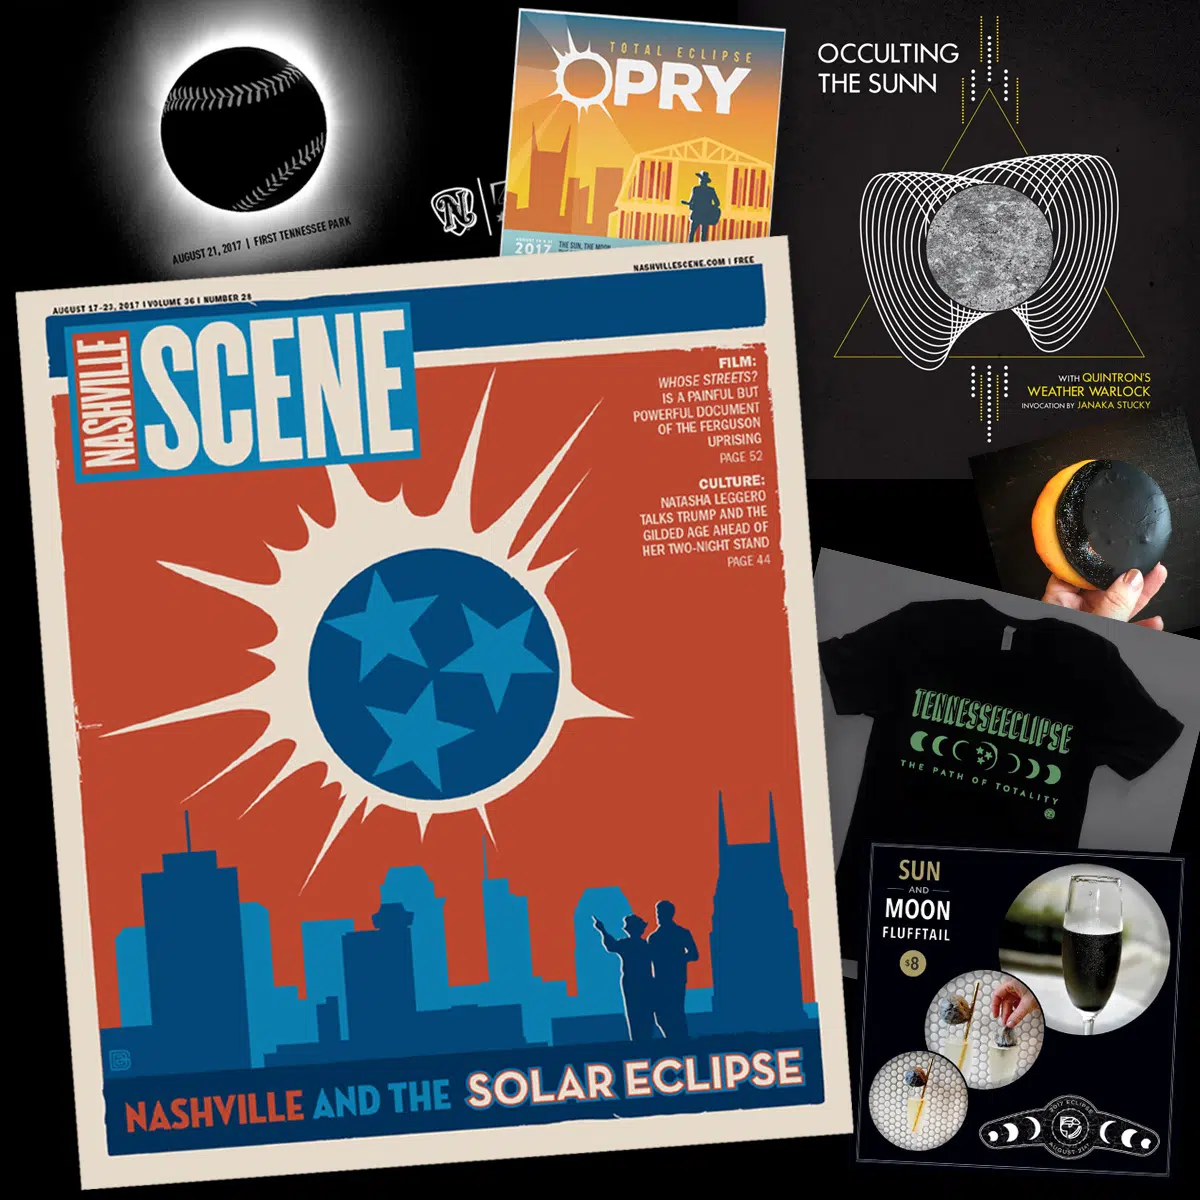 AUGUST 21, 2017 | FIRST TENNESSEE PARK
N
TOTAL ECLIPSE
OPRY
2017
THE SUN, THE MOON
OCCULTING
THE SUNN
WITH QUINTRON'S
WEATHER WARLOCK
INVOCATION BY JANAKA STUCKY
AUGUST 17-23, 2017 I VOLUME 36 I NUMBER 28
NASHVILLESCENE.COM I FREE
NASHVILLE
SCENE
FILM:
WHOSE STREETS?
IS A PAINFUL BUT
POWERFUL DOCUMENT
OF THE FERGUSON
UPRISING
PAGE 52
CULTURE:
NATASHA LEGGERO
TALKS TRUMP AND THE
GILDED AGE AHEAD OF
HER TWO-NIGHT STAND
PAGE 44
NASHVILLE AND THE SOLAR ECLIPSE
TENNESSEECLIPSE
THE PATH OF TOTALITY
SUN
AND
MOON
FLUFFTAIL
$8
2017 ECLIPSE
AUGUST 21ST